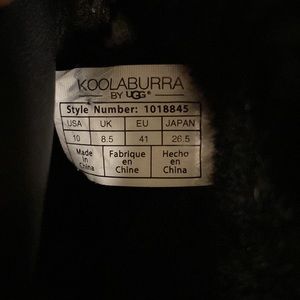 KOOLABURRA
BY UGG®
Style Number: 1018845
USA UK EU JAPAN
10 8.5 41 26.5
Made in China Fabrique en Chine Hecho en China